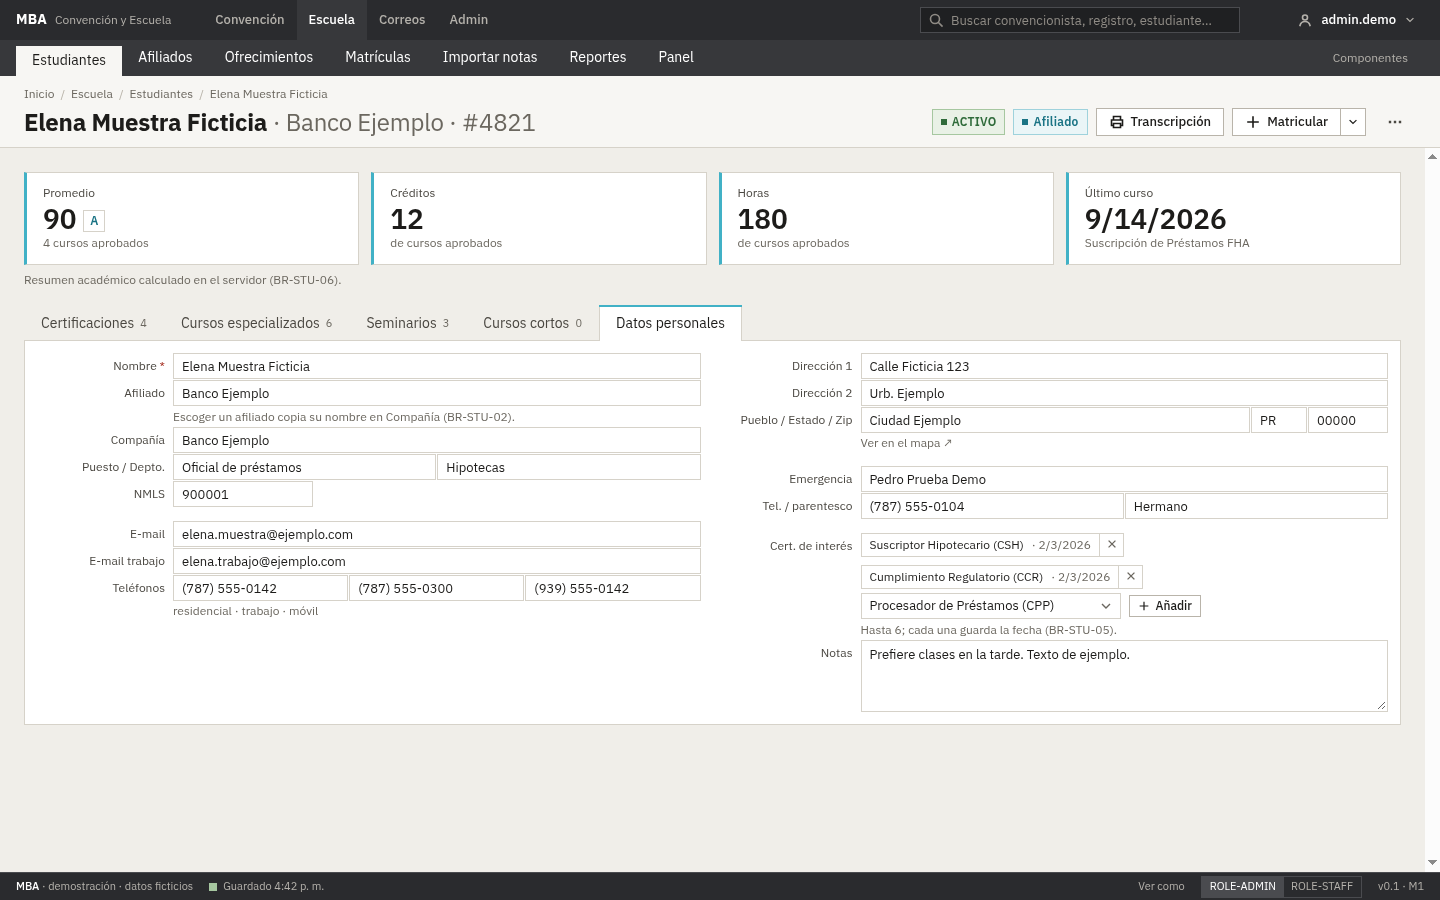 MBA Convención y Escuela Convención Escuela Correos Admin Buscar convencionista, registro, estudiante... admin.demo
Estudiantes Afiliados Ofrecimientos Matrículas Importar notas Reportes Panel Componentes
Inicio / Escuela / Estudiantes / Elena Muestra Ficticia
Elena Muestra Ficticia · Banco Ejemplo · #4821 ACTIVO Afiliado Transcripción Matricular
Promedio
90 A
4 cursos aprobados
Créditos
12
de cursos aprobados
Horas
180
de cursos aprobados
Último curso
9/14/2026
Suscripción de Préstamos FHA
Resumen académico calculado en el servidor (BR-STU-06).
Certificaciones 4 Cursos especializados 6 Seminarios 3 Cursos cortos 0 Datos personales
Nombre * Elena Muestra Ficticia
Afiliado Banco Ejemplo
Escoger un afiliado copia su nombre en Compañía (BR-STU-02).
Compañía Banco Ejemplo
Puesto / Depto. Oficial de préstamos Hipotecas
NMLS 900001
E-mail elena.muestra@ejemplo.com
E-mail trabajo elena.trabajo@ejemplo.com
Teléfonos (787) 555-0142 (787) 555-0300 (939) 555-0142
residencial · trabajo · móvil
Dirección 1 Calle Ficticia 123
Dirección 2 Urb. Ejemplo
Pueblo / Estado / Zip Ciudad Ejemplo PR 00000
Ver en el mapa ↗
Emergencia Pedro Prueba Demo
Tel. / parentesco (787) 555-0104 Hermano
Cert. de interés Suscriptor Hipotecario (CSH) · 2/3/2026 ✕
Cumplimiento Regulatorio (CCR) · 2/3/2026 ✕
Procesador de Préstamos (CPP) + Añadir
Hasta 6; cada una guarda la fecha (BR-STU-05).
Notas Prefiere clases en la tarde. Texto de ejemplo.
MBA · demostración · datos ficticios Guardado 4:42 p. m. Ver como ROLE-ADMIN ROLE-STAFF v0.1 · M1